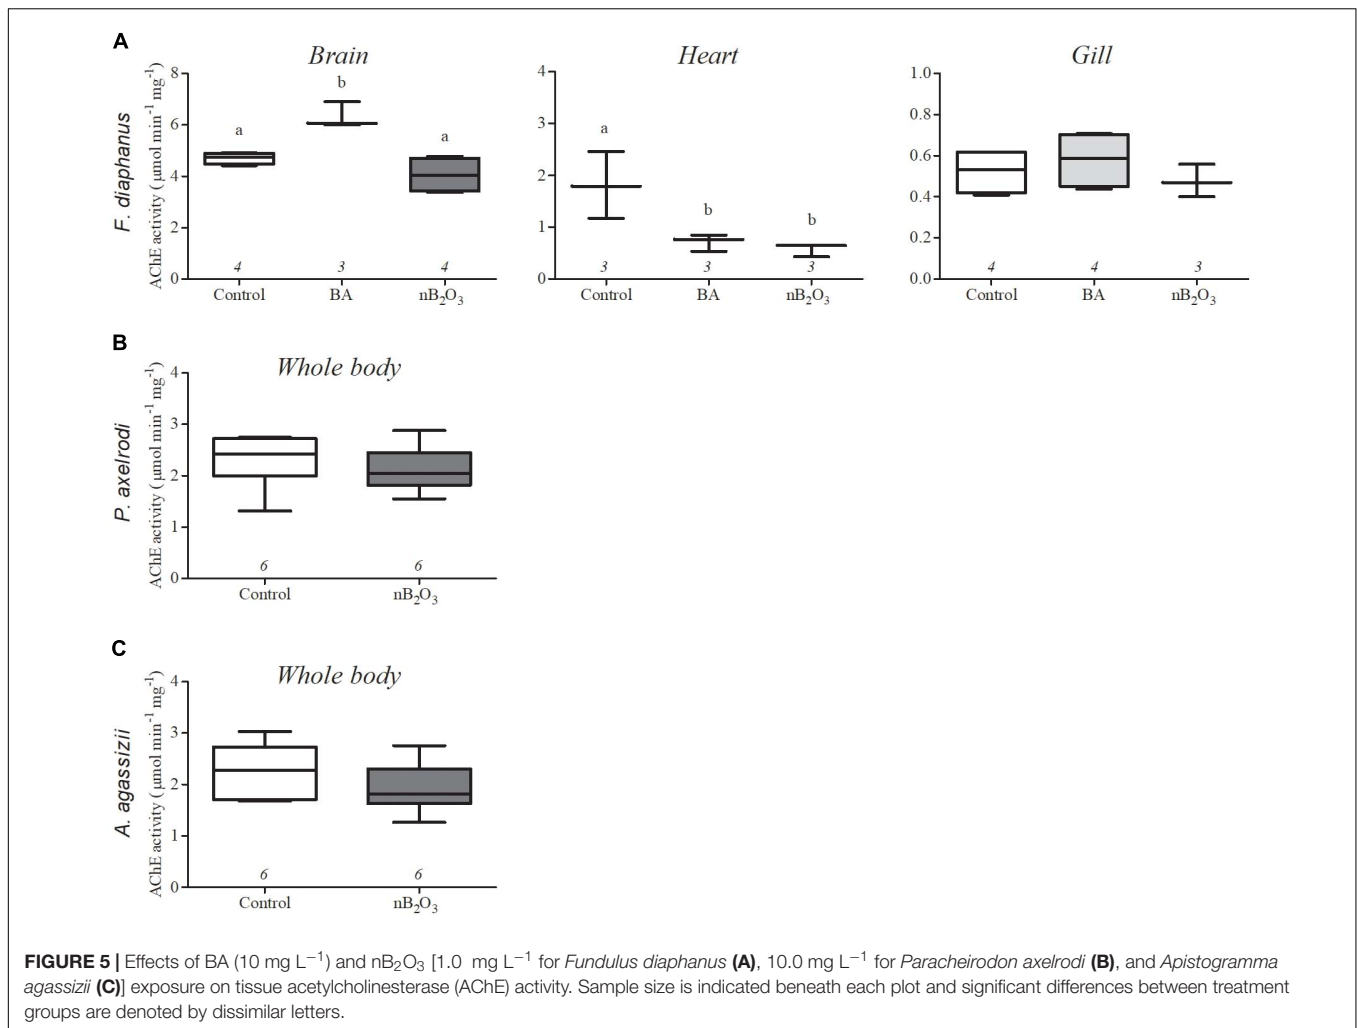 A
Brain
Heart
Gill
F. diaphanus
AChE activity (µmol min⁻¹ mg⁻¹)
8
6
4
2
0
a
b
a
4
3
4
Control
BA
nB₂O₃
4
3
2
1
0
a
b
b
3
3
3
Control
BA
nB₂O₃
1.0
0.8
0.6
0.4
0.2
0.0
4
4
3
Control
BA
nB₂O₃
B
Whole body
P. axelrodi
AChE activity (µmol min⁻¹ mg⁻¹)
4
3
2
1
0
6
6
Control
nB₂O₃
C
Whole body
A. agassizii
AChE activity (µmol min⁻¹ mg⁻¹)
4
3
2
1
0
6
6
Control
nB₂O₃
FIGURE 5 | Effects of BA (10 mg L⁻¹) and nB₂O₃ [1.0 mg L⁻¹ for Fundulus diaphanus (A), 10.0 mg L⁻¹ for Paracheirodon axelrodi (B), and Apistogramma
agassizii (C)] exposure on tissue acetylcholinesterase (AChE) activity. Sample size is indicated beneath each plot and significant differences between treatment
groups are denoted by dissimilar letters.